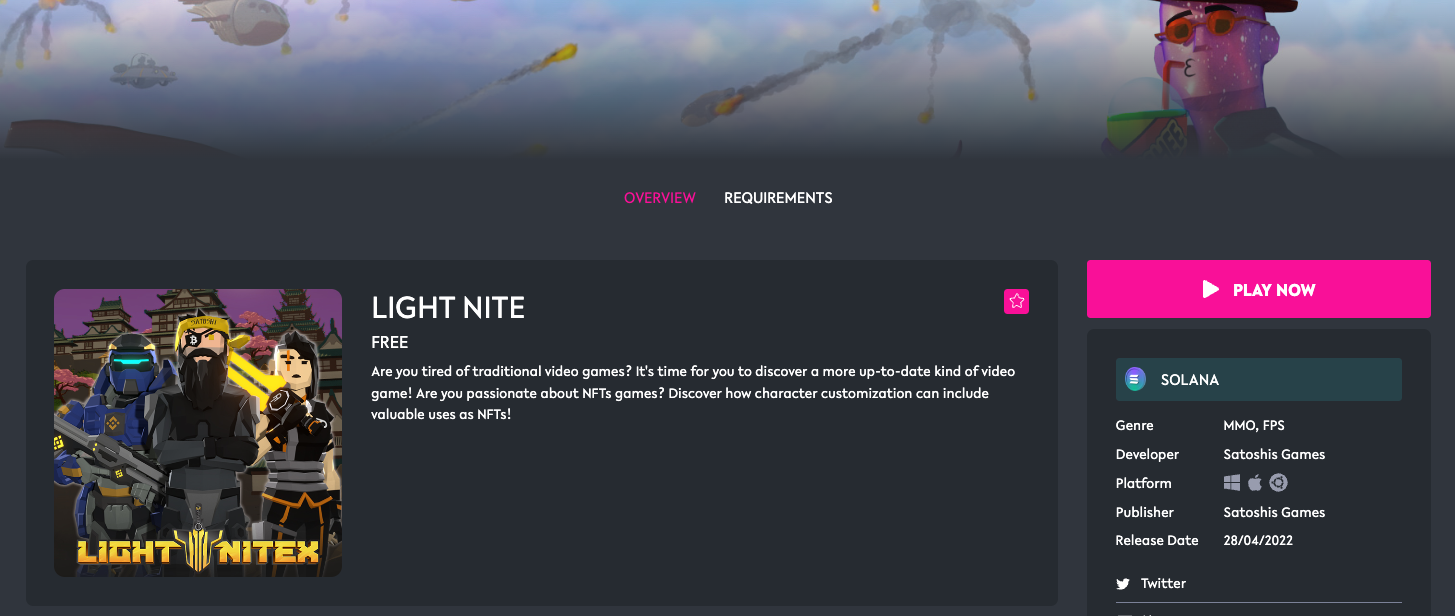 OVERVIEW
REQUIREMENTS
LIGHT NITE
FREE
Are you tired of traditional video games? It's time for you to discover a more up-to-date kind of video
game! Are you passionate about NFTs games? Discover how character customization can include
valuable uses as NFTs!
SATOSHI
LIGHT NITEX
PLAY NOW
SOLANA
Genre MMO, FPS
Developer Satoshis Games
Platform
Publisher Satoshis Games
Release Date 28/04/2022
Twitter